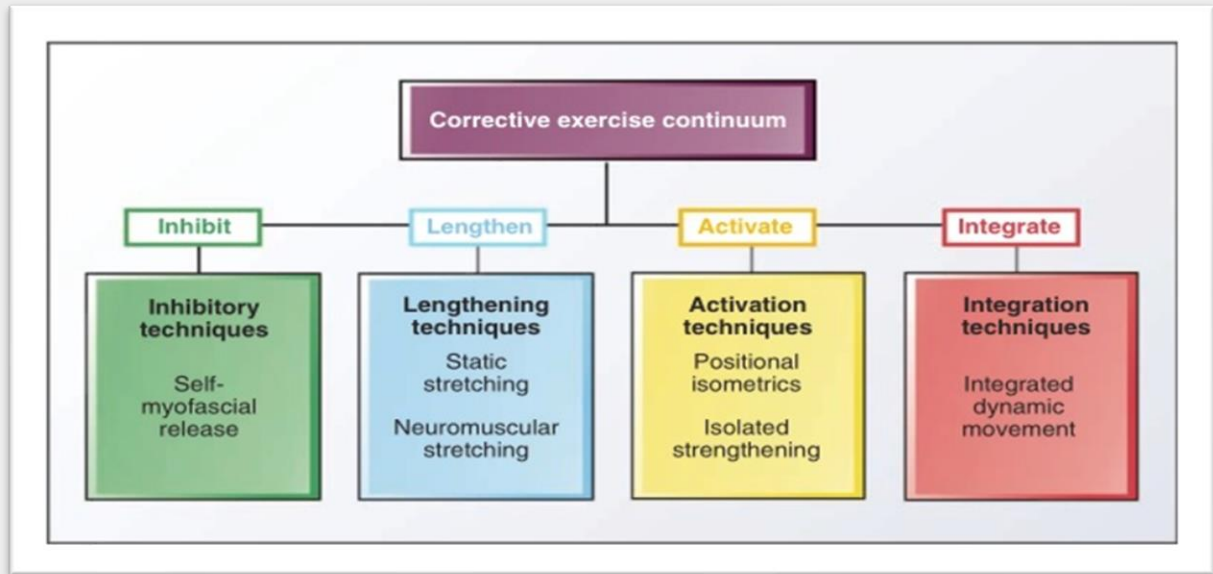 Corrective exercise continuum
Inhibit
Lengthen
Activate
Integrate
Inhibitory
techniques
Self-
myofascial
release
Lengthening
techniques
Static
stretching
Neuromuscular
stretching
Activation
techniques
Positional
isometrics
Isolated
strengthening
Integration
techniques
Integrated
dynamic
movement